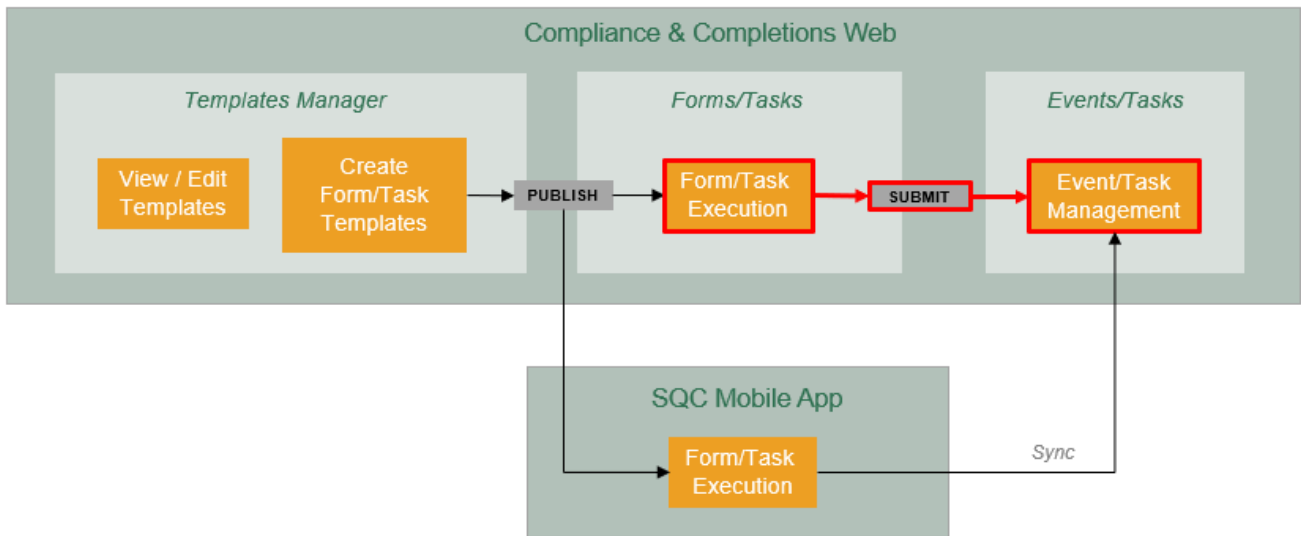 Compliance & Completions Web
Templates Manager
Forms/Tasks
Events/Tasks
View / Edit
Templates
Create
Form/Task
Templates
PUBLISH
Form/Task
Execution
SUBMIT
Event/Task
Management
SQC Mobile App
Form/Task
Execution
Sync